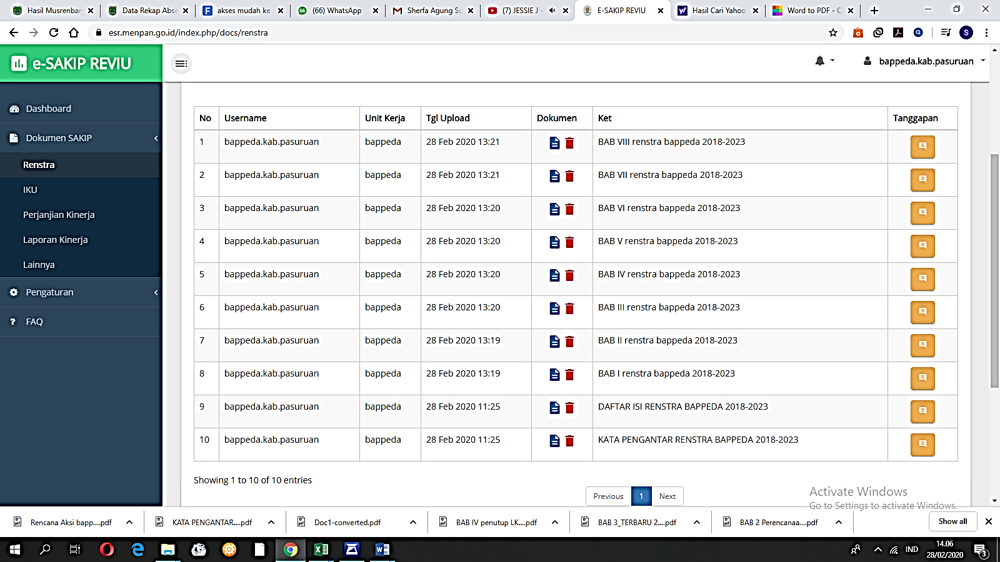 Hasil Musrenban
Data Rekap Abse
akses mudah ke
(66) WhatsApp
Sherfa Agung Su
(7) JESSIE J -
E-SAKIP REVIU
Hasil Cari Yahoo
Word to PDF - C
esr.menpan.go.id/index.php/docs/renstra
e-SAKIP REVIU
bappeda.kab.pasuruan
Dashboard
Dokumen SAKIP
Renstra
IKU
Perjanjian Kinerja
Laporan Kinerja
Lainnya
Pengaturan
FAQ
No Username Unit Kerja Tgl Upload Dokumen Ket Tanggapan
1 bappeda.kab.pasuruan bappeda 28 Feb 2020 13:21 BAB VIII renstra bappeda 2018-2023
2 bappeda.kab.pasuruan bappeda 28 Feb 2020 13:21 BAB VII renstra bappeda 2018-2023
3 bappeda.kab.pasuruan bappeda 28 Feb 2020 13:20 BAB VI renstra bappeda 2018-2023
4 bappeda.kab.pasuruan bappeda 28 Feb 2020 13:20 BAB V renstra bappeda 2018-2023
5 bappeda.kab.pasuruan bappeda 28 Feb 2020 13:20 BAB IV renstra bappeda 2018-2023
6 bappeda.kab.pasuruan bappeda 28 Feb 2020 13:20 BAB III renstra bappeda 2018-2023
7 bappeda.kab.pasuruan bappeda 28 Feb 2020 13:19 BAB II renstra bappeda 2018-2023
8 bappeda.kab.pasuruan bappeda 28 Feb 2020 13:19 BAB I renstra bappeda 2018-2023
9 bappeda.kab.pasuruan bappeda 28 Feb 2020 11:25 DAFTAR ISI RENSTRA BAPPEDA 2018-2023
10 bappeda.kab.pasuruan bappeda 28 Feb 2020 11:25 KATA PENGANTAR RENSTRA BAPPEDA 2018-2023
Showing 1 to 10 of 10 entries
Previous 1 Next
Activate Windows
Go to Settings to activate Windows.
Rencana Aksi bapp....pdf
KATA PENGANTAR....pdf
Doc1-converted.pdf
BAB IV penutup LK....pdf
BAB 3_TERBARU 2....pdf
BAB 2 Perencanaa....pdf
Show all
IND
14.06
28/02/2020
3